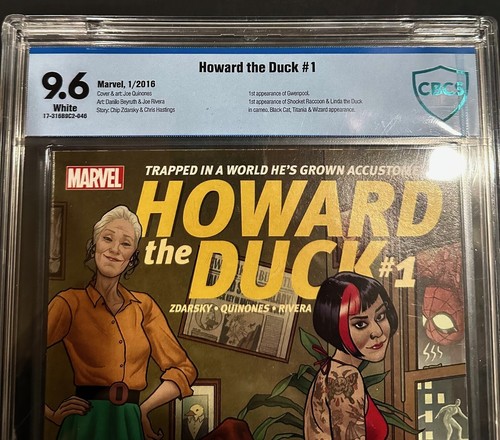 Howard the Duck #1
9.6
White
17-316B8C2-046
Marvel, 1/2016
Cover & art: Joe Quinones
Art: Danilo Beyruth & Joe Rivera
Story: Chip Zdarsky & Chris Hastings
1st appearance of Gwenpool.
1st appearance of Shocket Raccoon & Linda the Duck
in cameo, Black Cat, Titania & Wizard appearance.
CBCS
MARVEL
TRAPPED IN A WORLD HE'S GROWN ACCUSTOME
HOWARD
the
DUCK
#1
ZDARSKY • QUINONES • RIVERA